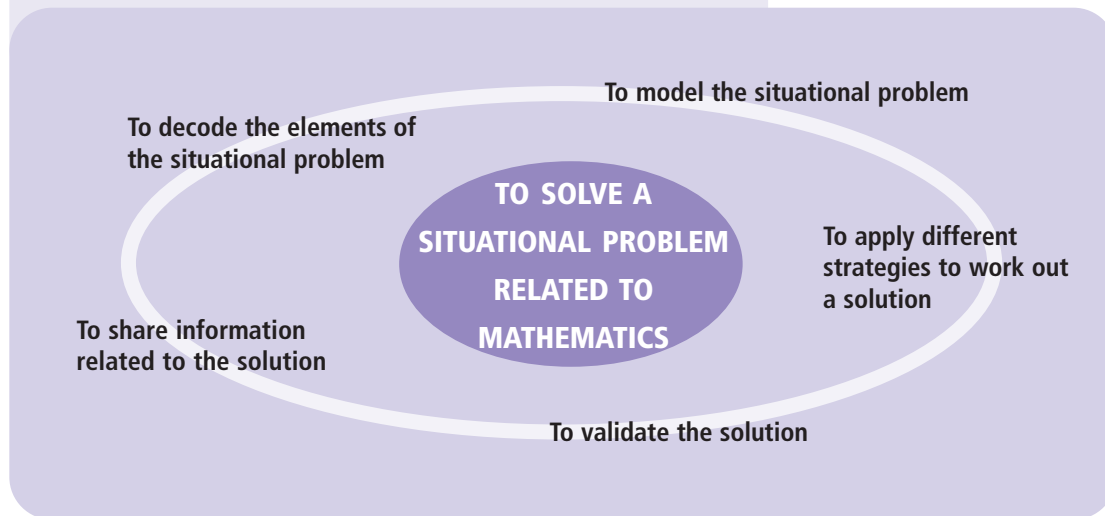 To model the situational problem
To decode the elements of
the situational problem
TO SOLVE A
SITUATIONAL PROBLEM
RELATED TO
MATHEMATICS
To apply different
strategies to work out
a solution
To share information
related to the solution
To validate the solution